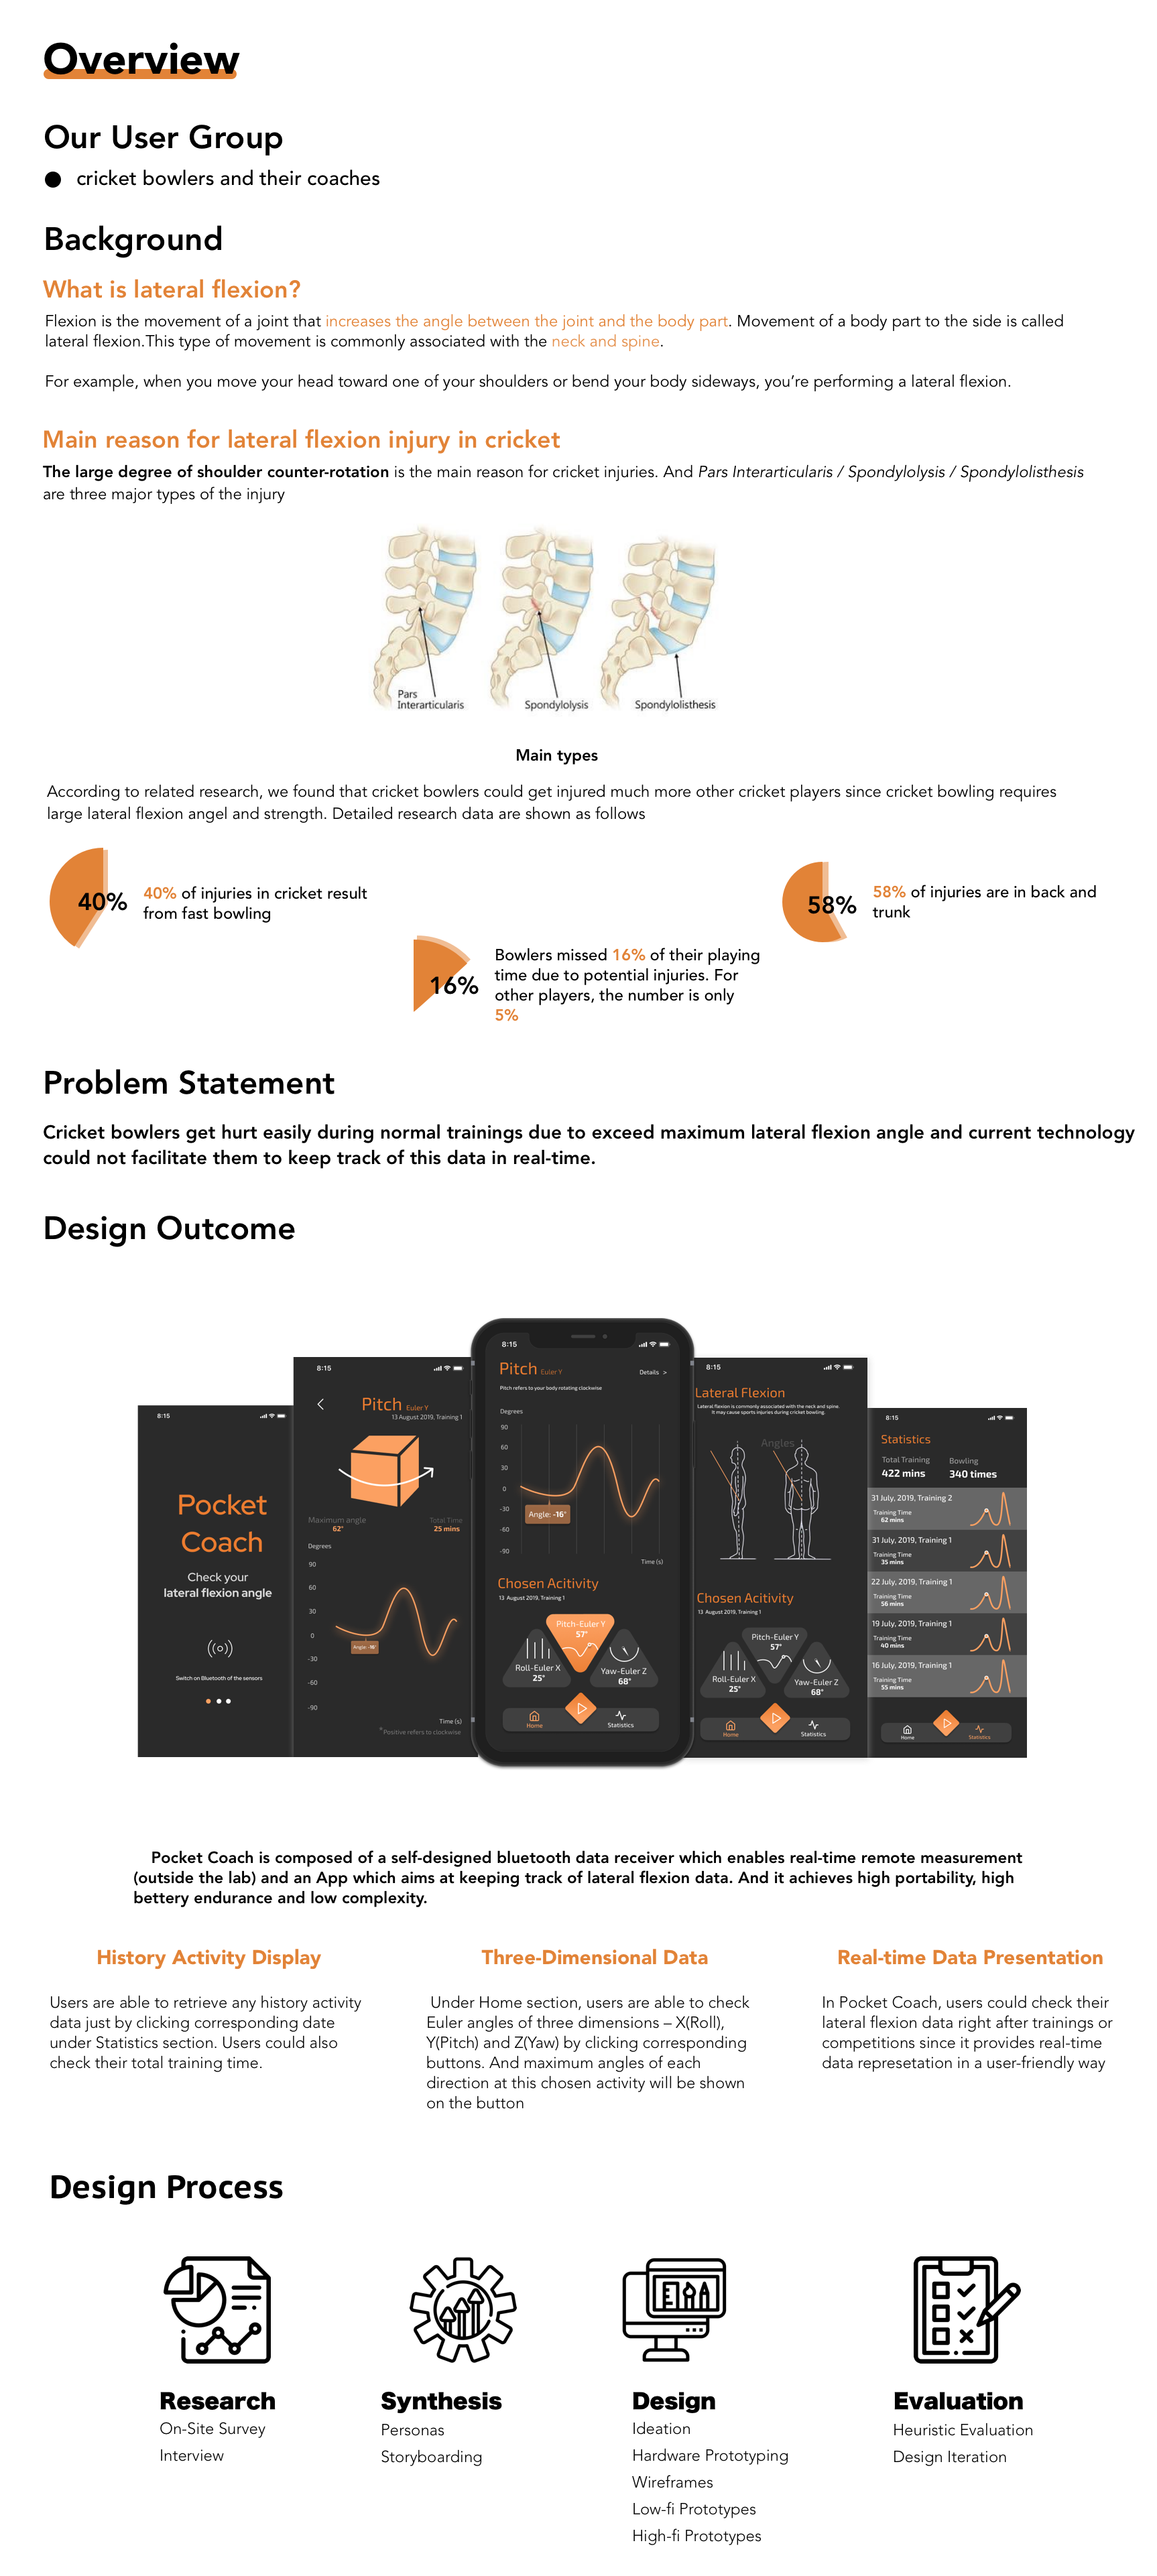 Overview
Our User Group
cricket bowlers and their coaches
Background
What is lateral flexion?
Flexion is the movement of a joint that increases the angle between the joint and the body part. Movement of a body part to the side is called
lateral flexion.This type of movement is commonly associated with the neck and spine.
For example, when you move your head toward one of your shoulders or bend your body sideways, you're performing a lateral flexion.
Main reason for lateral flexion injury in cricket
The large degree of shoulder counter-rotation is the main reason for cricket injuries. And Pars Interarticularis / Spondylolysis / Spondylolisthesis
are three major types of the injury
Pars
Interarticularis
Spondylolysis
Spondylolisthesis
Main types
According to related research, we found that cricket bowlers could get injured much more other cricket players since cricket bowling requires
large lateral flexion angel and strength. Detailed research data are shown as follows
40%
40% of injuries in cricket result
from fast bowling
16%
Bowlers missed 16% of their playing
time due to potential injuries. For
other players, the number is only
5%
58%
58% of injuries are in back and
trunk
Problem Statement
Cricket bowlers get hurt easily during normal trainings due to exceed maximum lateral flexion angle and current technology
could not facilitate them to keep track of this data in real-time.
Design Outcome
8:15
Pocket
Coach
Check your
lateral flexion angle
Switch on Bluetooth of the sensors
8:15
Pitch Euler Y
13 August 2019, Training 1
Maximum angle
62°
Total Time
25 mins
Degrees
90
60
30
0
-30
-60
-90
Angle: -16°
Time (s)
*Positive refers to clockwise
8:15
Pitch Euler Y
Details >
Pitch refers to your body rotating clockwise
Degrees
90
60
30
0
-30
-60
-90
Angle: -16°
Time (s)
Chosen Acitivity
13 August 2019, Training 1
Pitch-Euler Y
57°
Roll-Euler X
25°
Yaw-Euler Z
68°
Home
Statistics
8:15
Lateral Flexion
Lateral flexion is commonly associated with the neck and spine.
It may cause sports injuries during cricket bowling.
Angles
Chosen Acitivity
13 August 2019, Training 1
Pitch-Euler Y
57°
Roll-Euler X
25°
Yaw-Euler Z
68°
Home
Statistics
8:15
Statistics
Total Training
422 mins
Bowling
340 times
31 July, 2019, Training 2
Training Time
62 mins
31 July, 2019, Training 1
Training Time
35 mins
22 July, 2019, Training 1
Training Time
56 mins
19 July, 2019, Training 1
Training Time
40 mins
16 July, 2019, Training 1
Training Time
55 mins
Home
Statistics
Pocket Coach is composed of a self-designed bluetooth data receiver which enables real-time remote measurement
(outside the lab) and an App which aims at keeping track of lateral flexion data. And it achieves high portability, high
bettery endurance and low complexity.
History Activity Display
Users are able to retrieve any history activity
data just by clicking corresponding date
under Statistics section. Users could also
check their total training time.
Three-Dimensional Data
Under Home section, users are able to check
Euler angles of three dimensions – X(Roll),
Y(Pitch) and Z(Yaw) by clicking corresponding
buttons. And maximum angles of each
direction at this chosen activity will be shown
on the button
Real-time Data Presentation
In Pocket Coach, users could check their
lateral flexion data right after trainings or
competitions since it provides real-time
data represetation in a user-friendly way
Design Process
Research
On-Site Survey
Interview
Synthesis
Personas
Storyboarding
Design
Ideation
Hardware Prototyping
Wireframes
Low-fi Prototypes
High-fi Prototypes
Evaluation
Heuristic Evaluation
Design Iteration